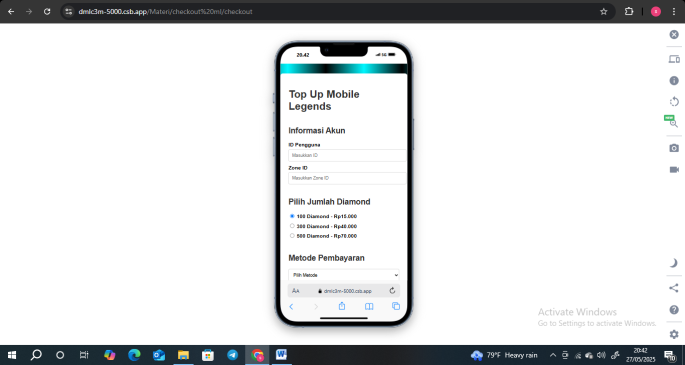 dmlc3m-5000.csb.app/Materi/checkout%20ml/checkout
20.42
Top Up Mobile
Legends
Informasi Akun
ID Pengguna
Masukkan ID
Zone ID
Masukkan Zone ID
Pilih Jumlah Diamond
100 Diamond - Rp15.000
300 Diamond - Rp40.000
500 Diamond - Rp70.000
Metode Pembayaran
Pilih Metode
AA
dmlc3m-5000.csb.app
Activate Windows
Go to Settings to activate Windows.
79°F Heavy rain
20:42
27/05/2025